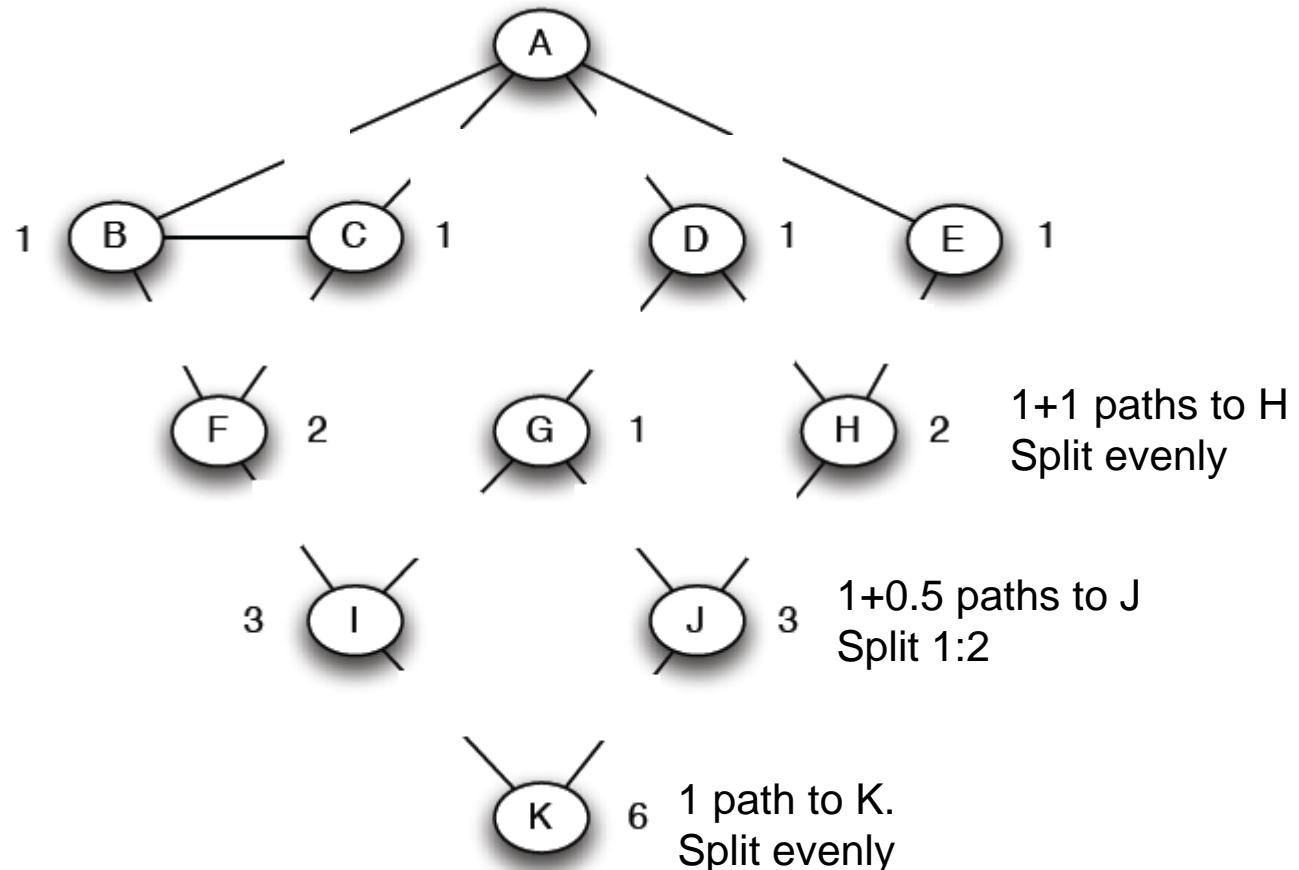 A
1 B C 1 D 1 E 1
F 2 G 1 H 2
1+1 paths to H
Split evenly
3 I J 3
1+0.5 paths to J
Split 1:2
K 6
1 path to K.
Split evenly